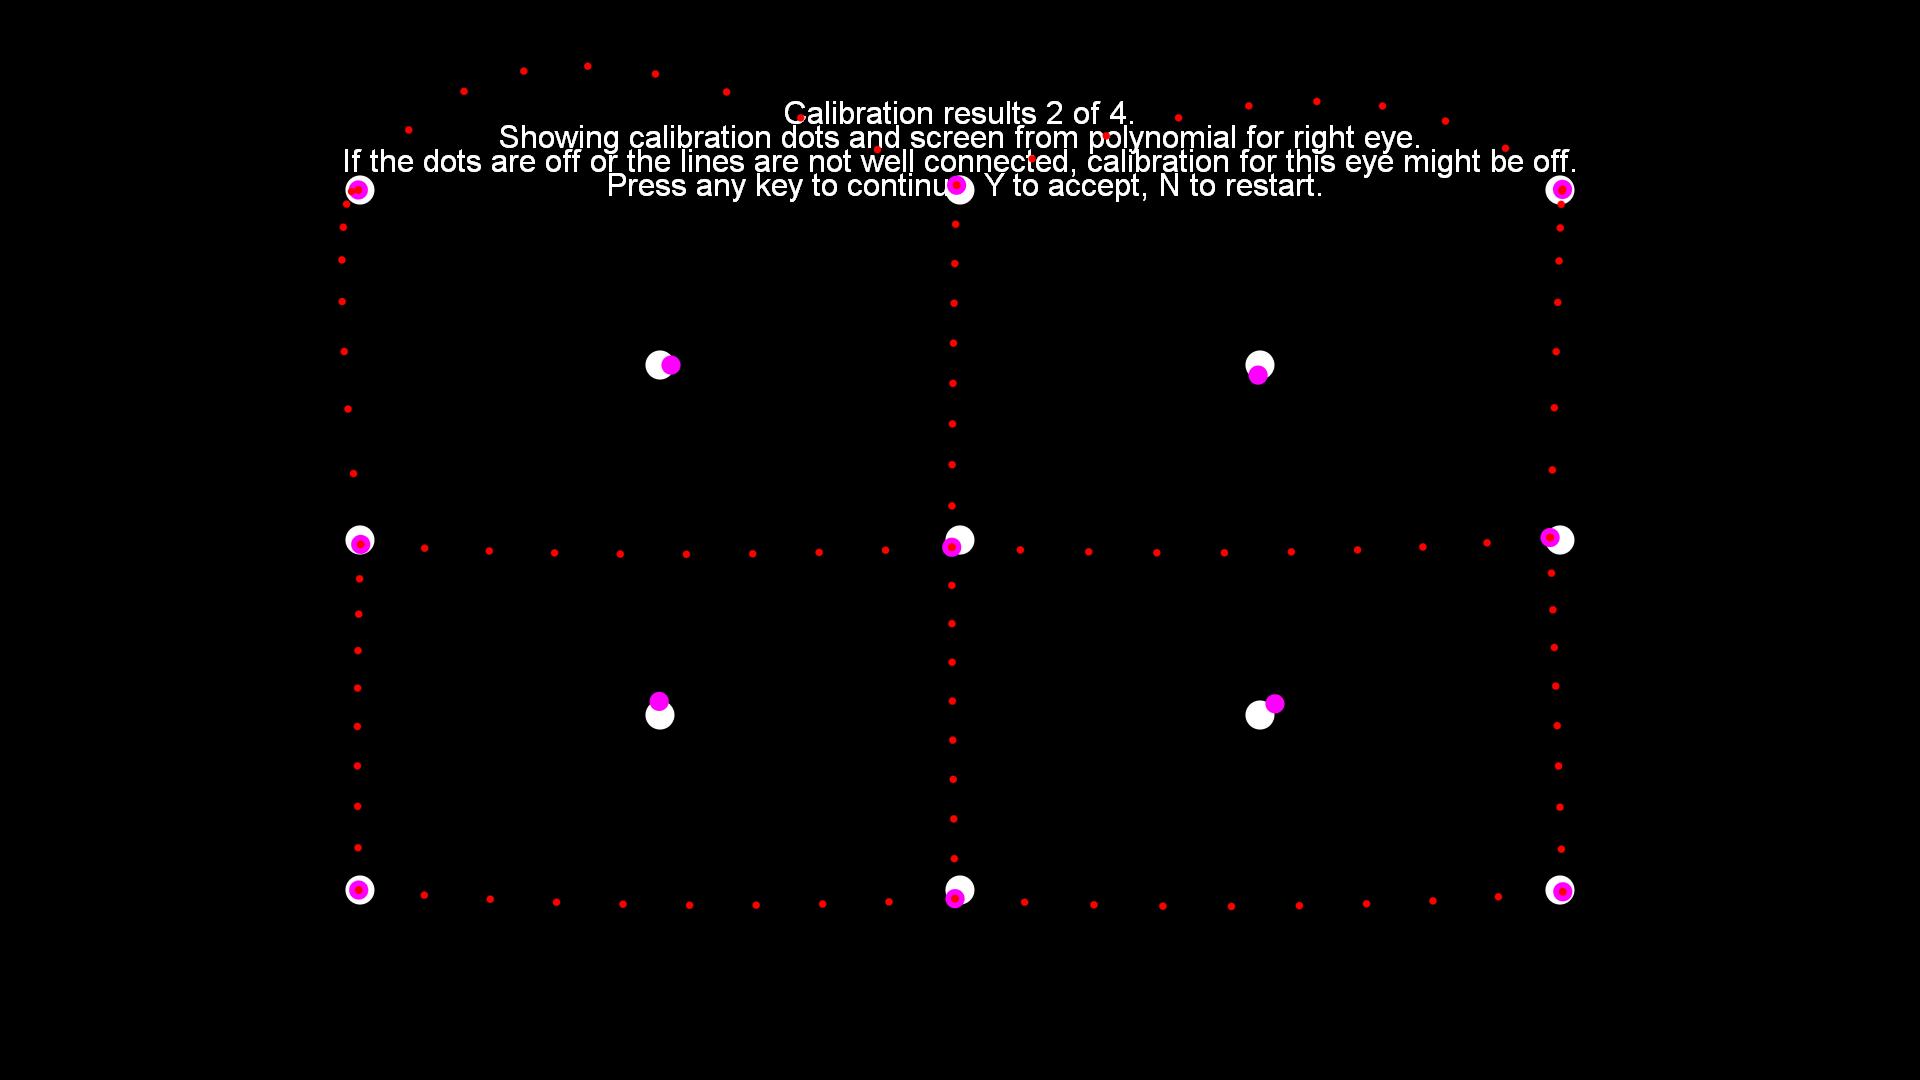 Calibration results 2 of 4.
Showing calibration dots and screen from polynomial for right eye.
If the dots are off or the lines are not well connected, calibration for this eye might be off.
Press any key to continue, Y to accept, N to restart.